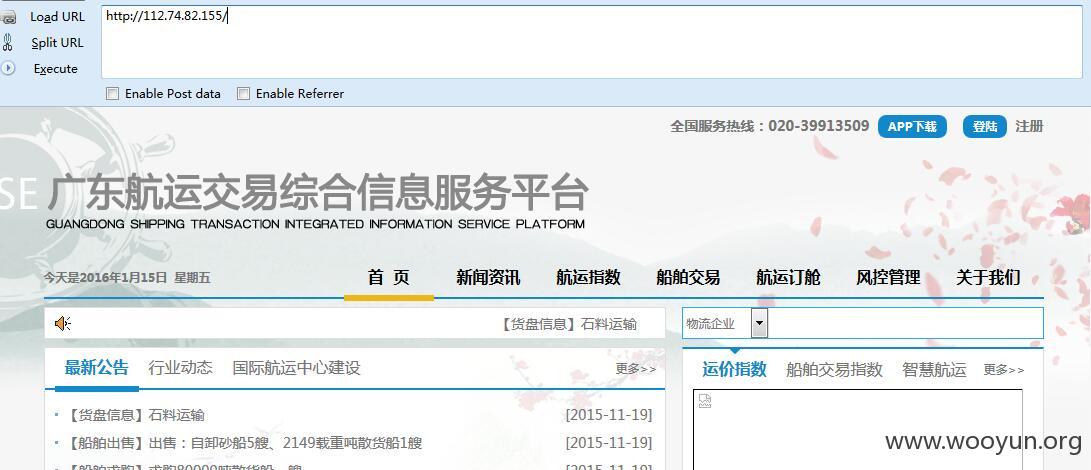 Load URL http://112.74.82.155/
Split URL
Execute
Enable Post data Enable Referrer
全国服务热线：020-39913509 APP下载 登陆 注册
SE 广东航运交易综合信息服务平台
GUANGDONG SHIPPING TRANSACTION INTEGRATED INFORMATION SERVICE PLATFORM
今天是2016年1月15日 星期五 首 页 新闻资讯 航运指数 船舶交易 航运订舱 风控管理 关于我们
【货盘信息】石料运输 物流企业
最新公告 行业动态 国际航运中心建设 更多>> 运价指数 船舶交易指数 智慧航运 更多>>
【货盘信息】石料运输 [2015-11-19]
【船舶出售】出售：自卸砂船5艘、2149载重吨散货船1艘 [2015-11-19]
www.wooyun.org